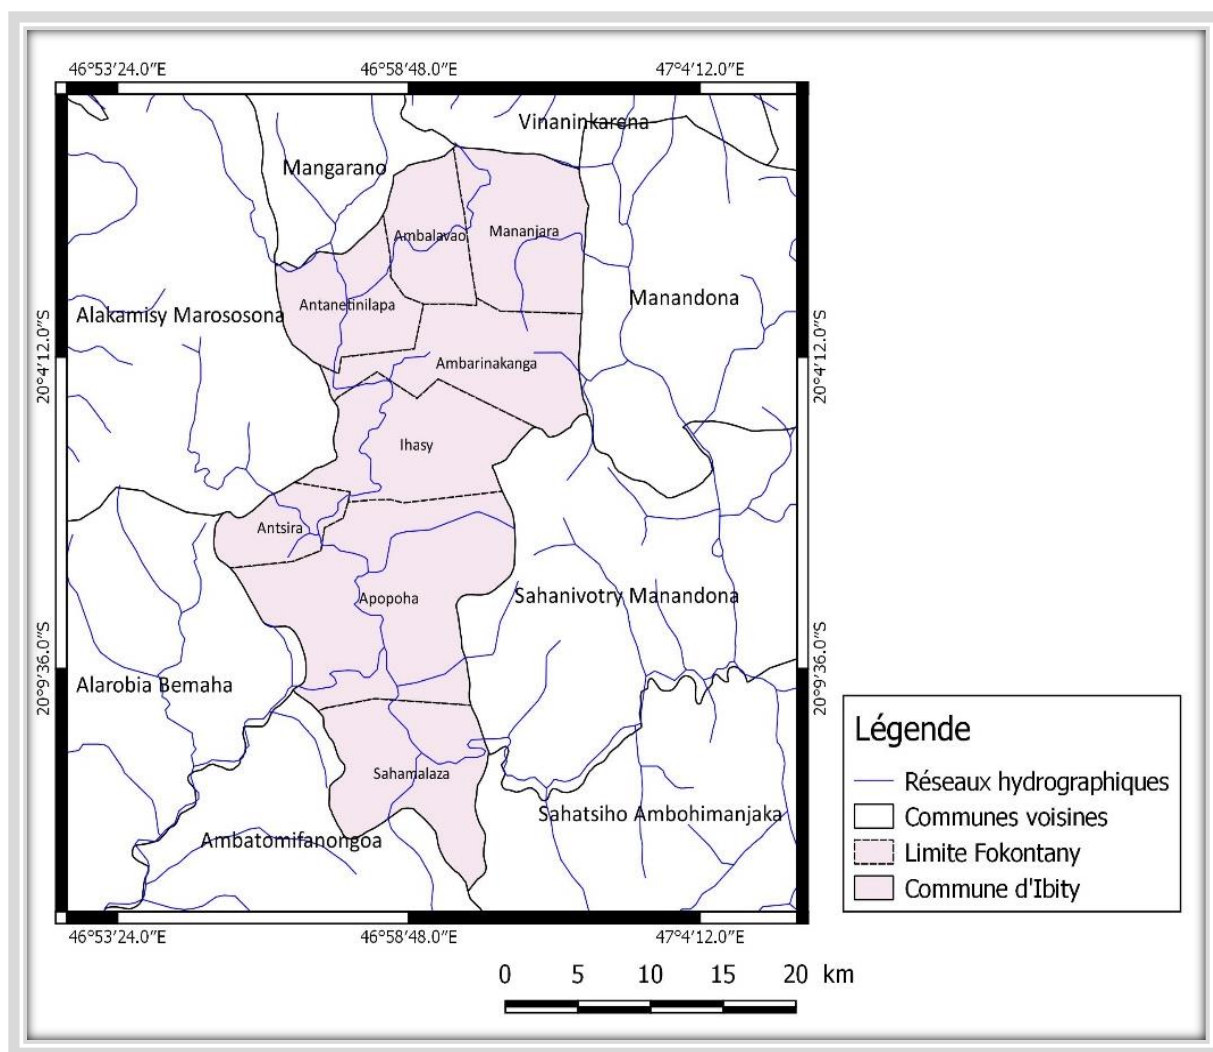 46°53'24.0"E 46°58'48.0"E 47°4'12.0"E
Vinaninkarena
Mangarano
Ambalavao
Mananjara
Antanetinilapa
Manandona
Alakamisy Marososona
20°4'12.0"S
20°4'12.0"S
Ambarinakanga
Ihasy
Antsira
Apopoha
Sahanivotry Manandona
20°9'36.0"S
20°9'36.0"S
Alarobia Bemaha
Sahamalaza
Sahatsiho Ambohimanjaka
Ambatomifanongoa
46°53'24.0"E 46°58'48.0"E 47°4'12.0"E
0 5 10 15 20 km
Légende
Réseaux hydrographiques
Communes voisines
Limite Fokontany
Commune d'Ibity